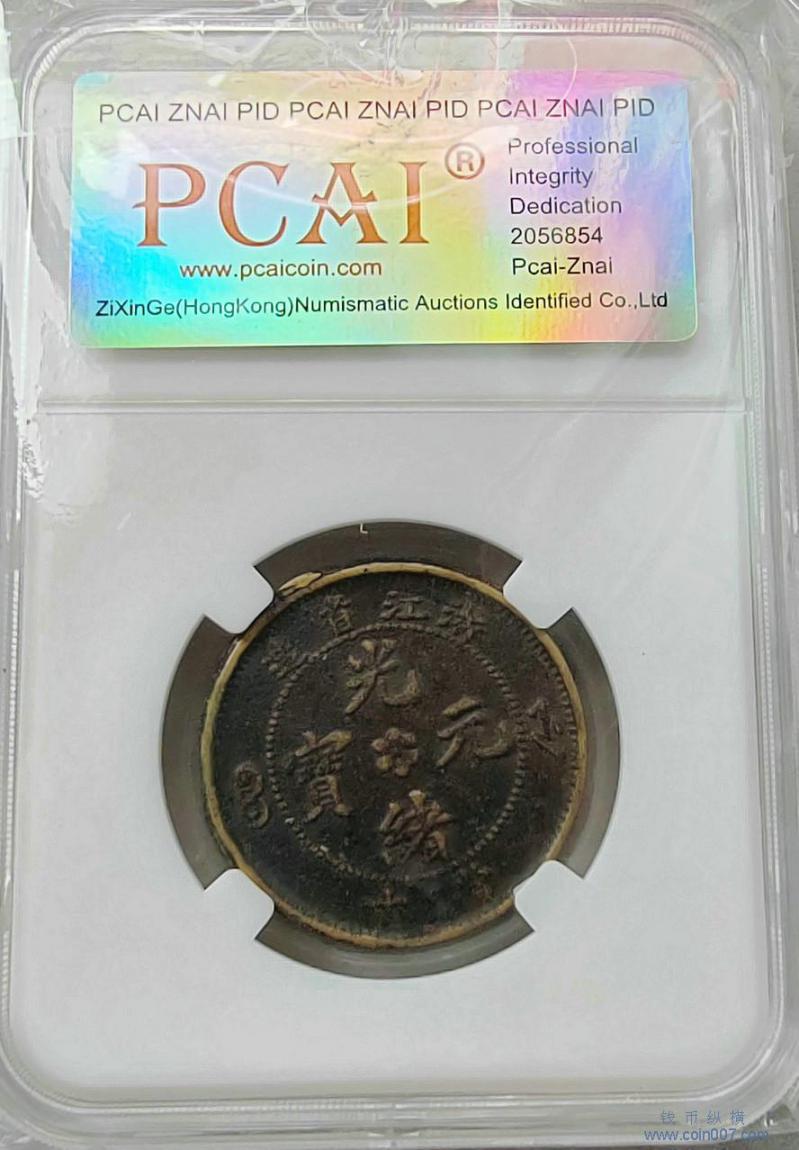 PCAI ZNAI PID PCAI ZNAI PID PCAI ZNAI PID
PCAI®
Professional
Integrity
Dedication
2056854
www.pcaicoin.com
Pcai-Znai
ZiXinGe(HongKong)Numismatic Auctions Identified Co.,Ltd
江省
光
元
寶
緒
十
钱币纵横
www.coin007.com